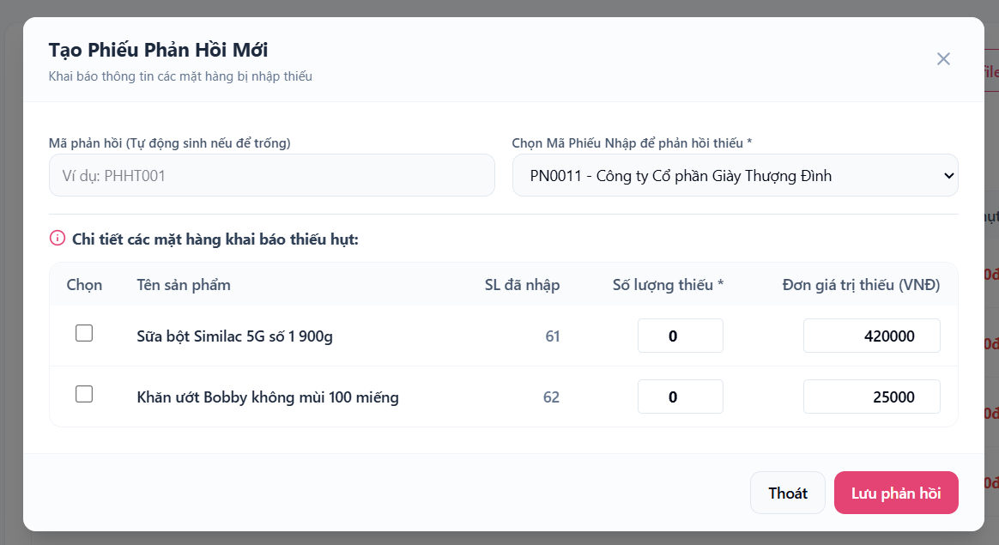 Tạo Phiếu Phản Hồi Mới
Khai báo thông tin các mặt hàng bị nhập thiếu
Mã phản hồi (Tự động sinh nếu để trống)
Chọn Mã Phiếu Nhập để phản hồi thiếu *
Ví dụ: PHHT001
PN0011 - Công ty Cổ phần Giày Thượng Đình
Chi tiết các mặt hàng khai báo thiếu hụt:
Chọn Tên sản phẩm SL đã nhập Số lượng thiếu * Đơn giá trị thiếu (VNĐ)
Sữa bột Similac 5G số 1 900g 61 0 420000
Khăn ướt Bobby không mùi 100 miếng 62 0 25000
Thoát Lưu phản hồi